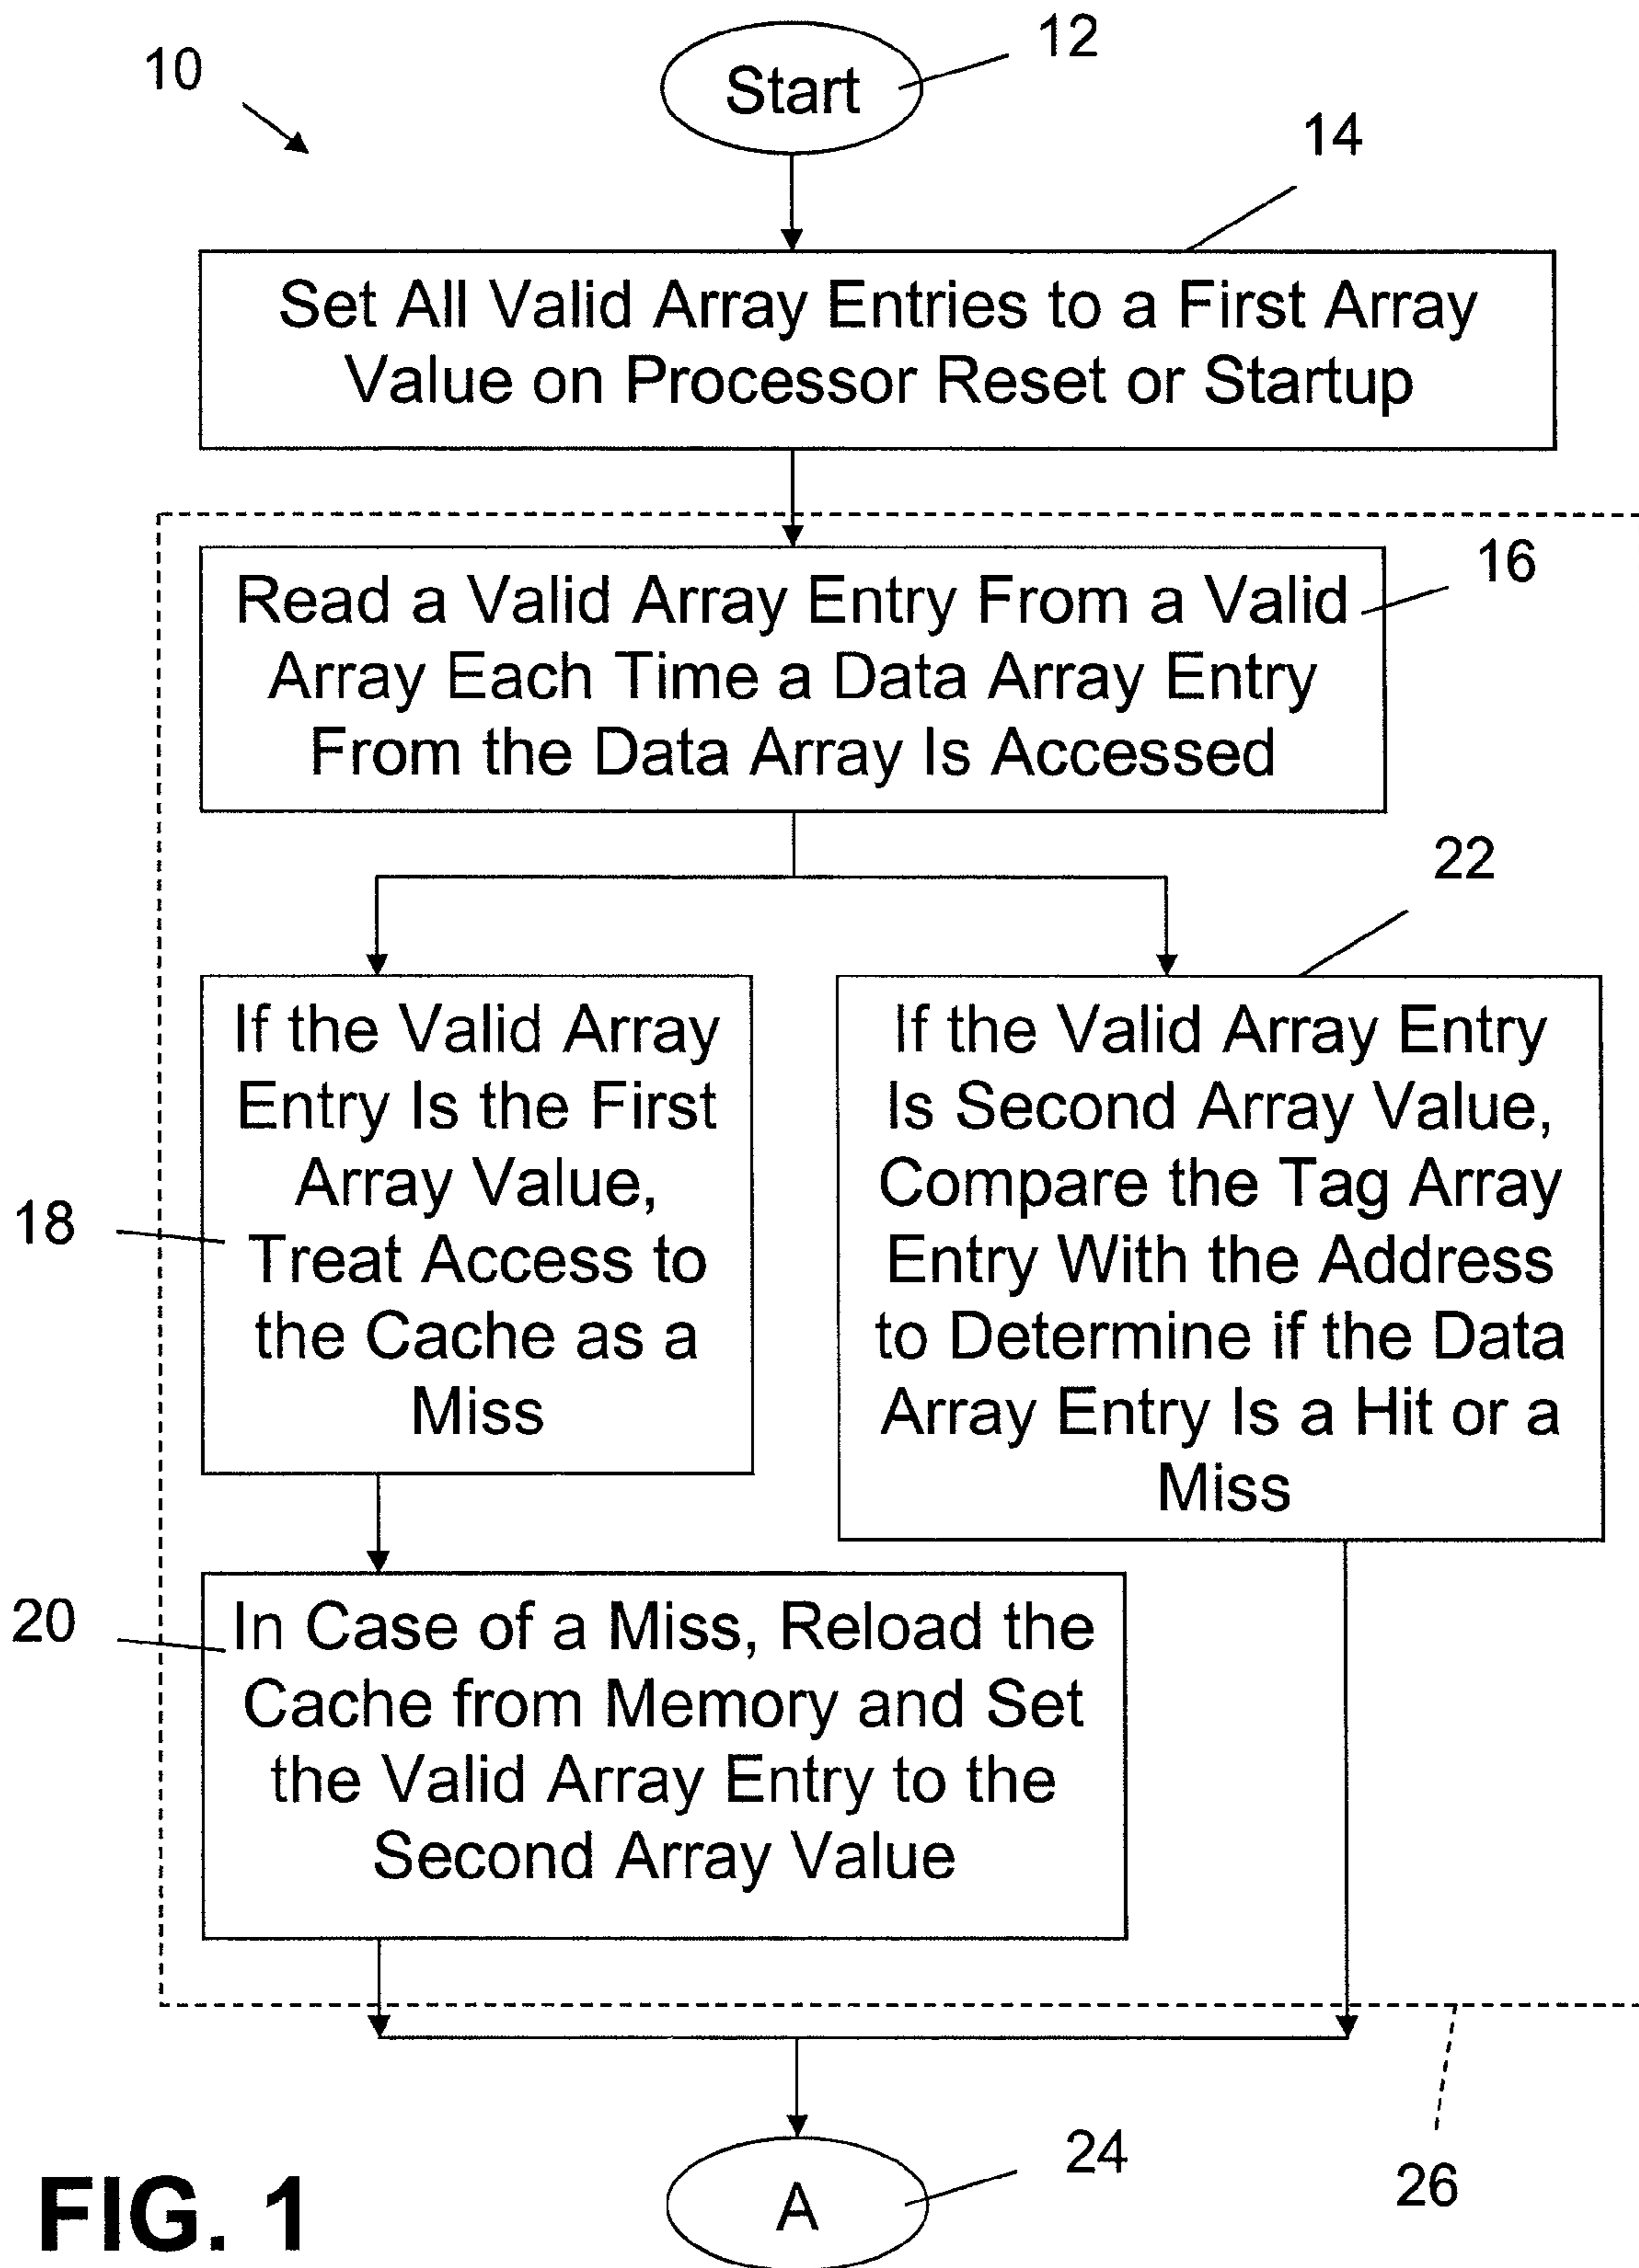 10
Start
12
14
Set All Valid Array Entries to a First Array
Value on Processor Reset or Startup
16
Read a Valid Array Entry From a Valid
Array Each Time a Data Array Entry
From the Data Array Is Accessed
22
18
If the Valid Array
Entry Is the First
Array Value,
Treat Access to
the Cache as a
Miss
If the Valid Array Entry
Is Second Array Value,
Compare the Tag Array
Entry With the Address
to Determine if the Data
Array Entry Is a Hit or a
Miss
20
In Case of a Miss, Reload the
Cache from Memory and Set
the Valid Array Entry to the
Second Array Value
24
26
A
FIG. 1